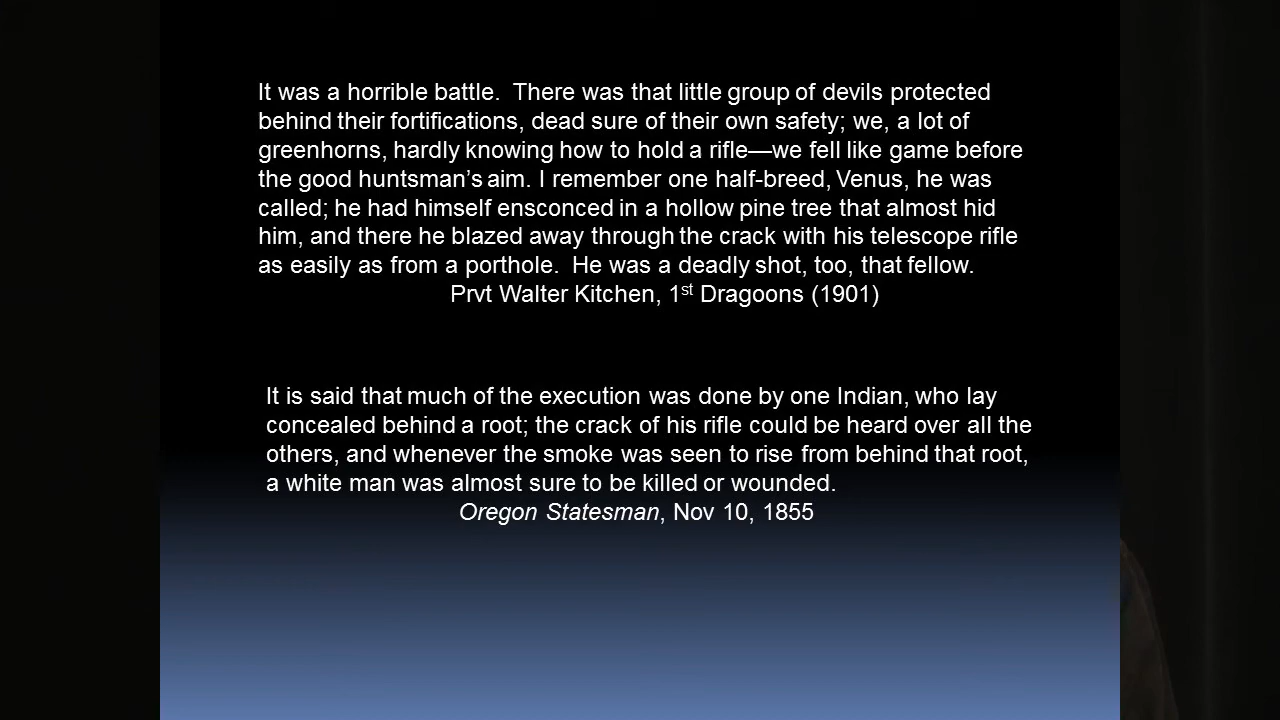 It was a horrible battle.  There was that little group of devils protected
behind their fortifications, dead sure of their own safety; we, a lot of
greenhorns, hardly knowing how to hold a rifle—we fell like game before
the good huntsman's aim. I remember one half-breed, Venus, he was
called; he had himself ensconced in a hollow pine tree that almost hid
him, and there he blazed away through the crack with his telescope rifle
as easily as from a porthole.  He was a deadly shot, too, that fellow.
Prvt Walter Kitchen, 1st Dragoons (1901)
It is said that much of the execution was done by one Indian, who lay
concealed behind a root; the crack of his rifle could be heard over all the
others, and whenever the smoke was seen to rise from behind that root,
a white man was almost sure to be killed or wounded.
Oregon Statesman, Nov 10, 1855